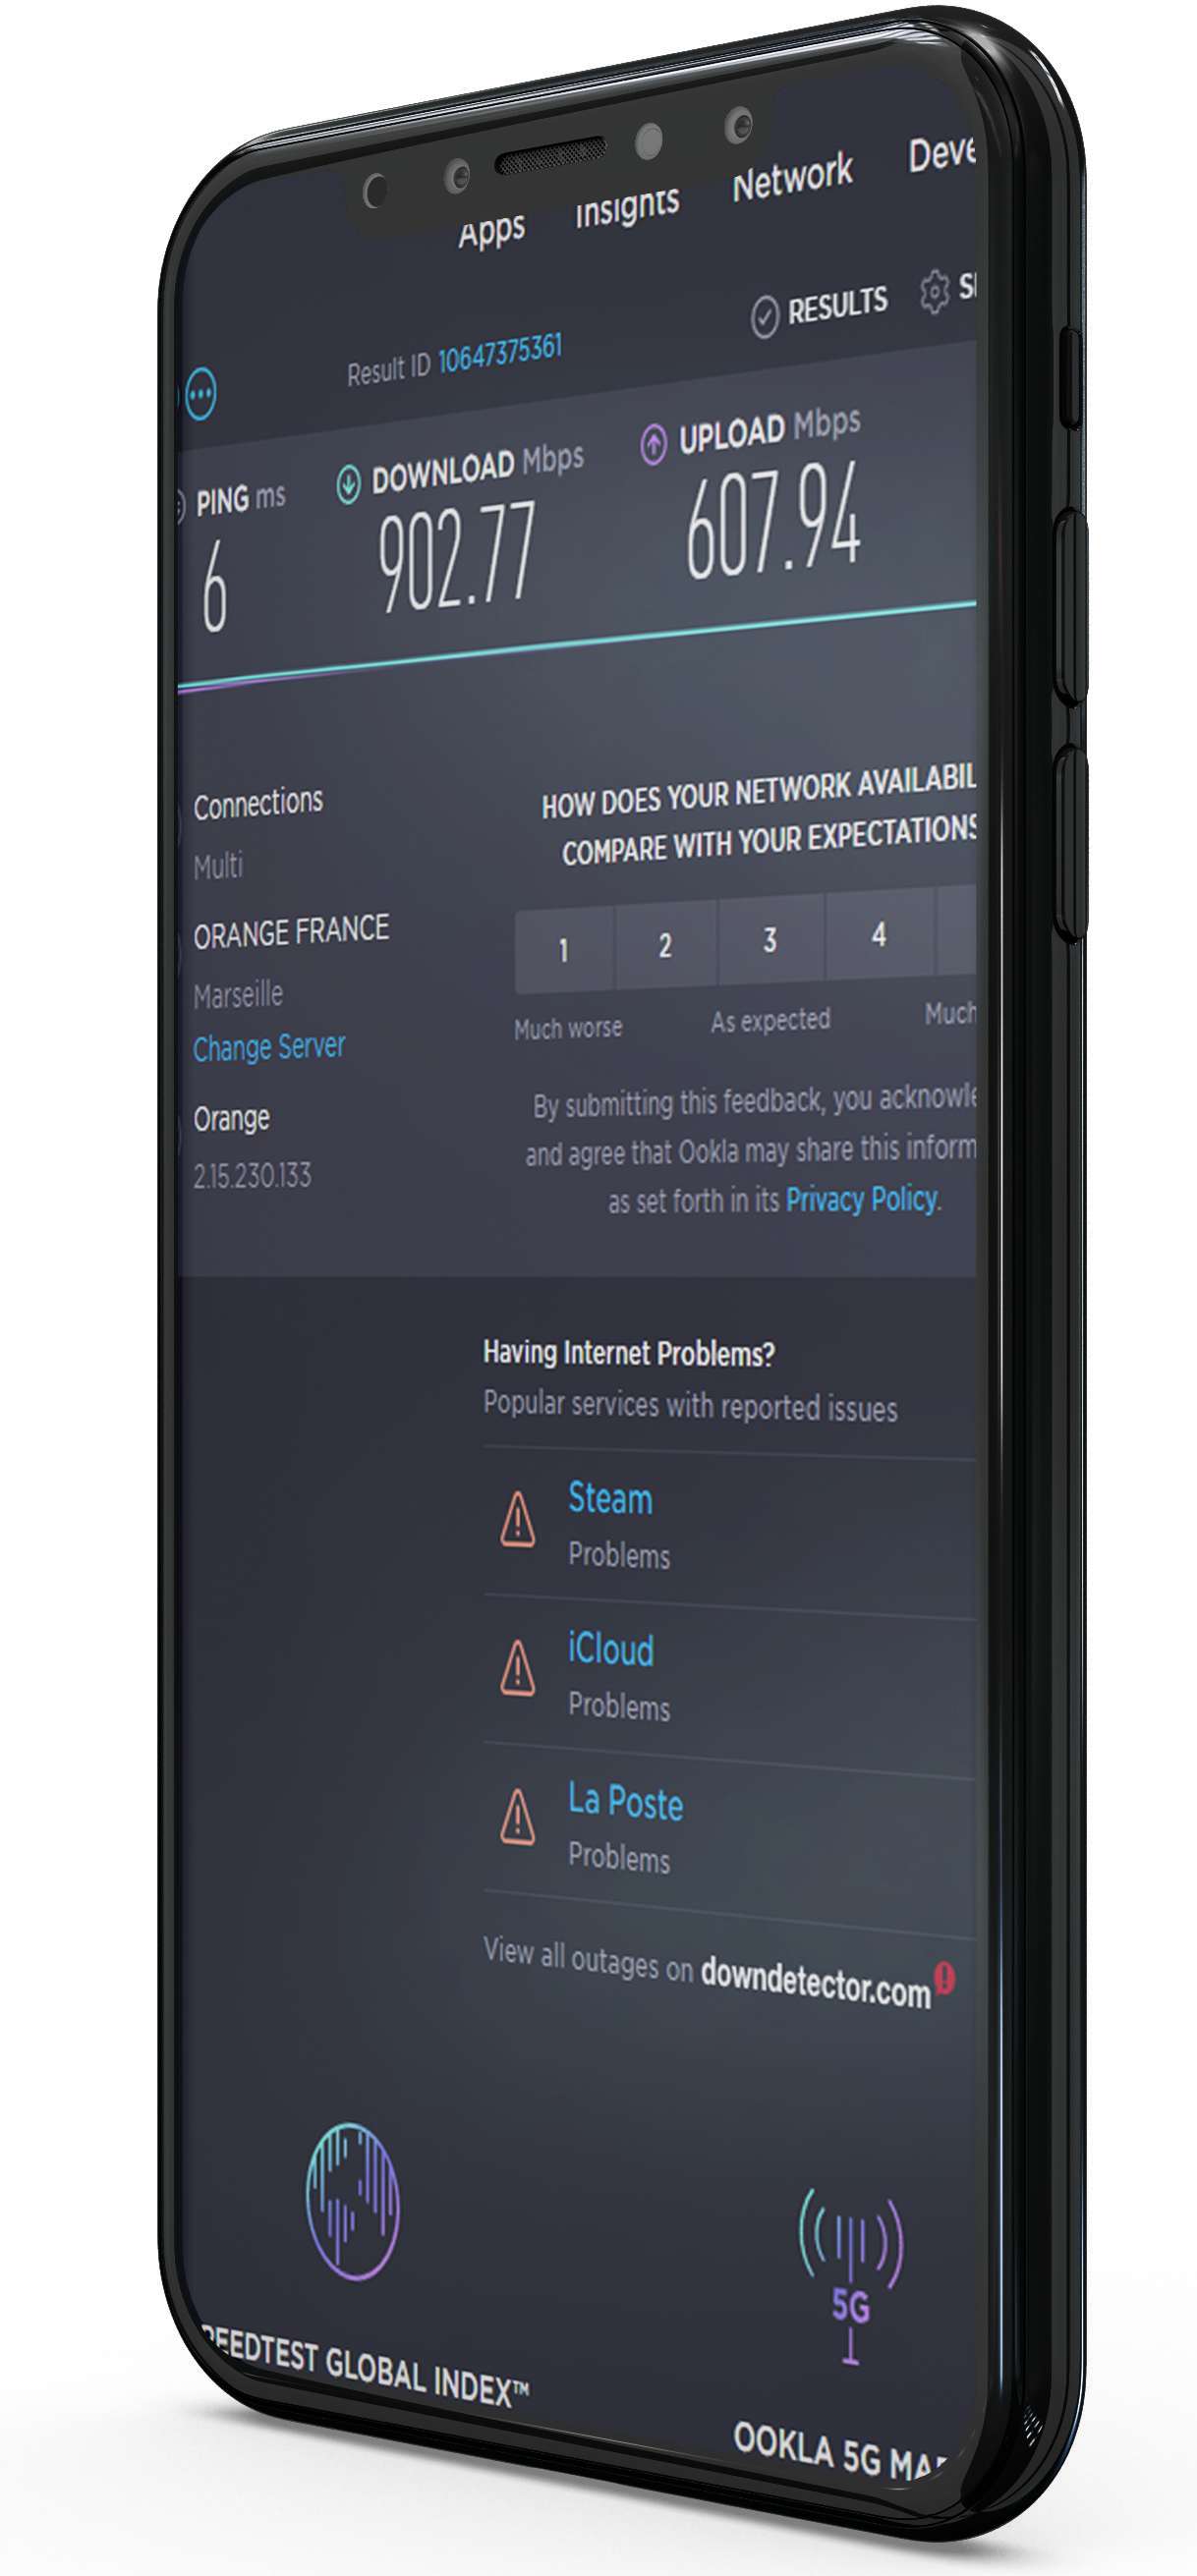 Apps Insights Network Deve
RESULTS
Result ID 10647375361
PING ms DOWNLOAD Mbps UPLOAD Mbps
6 902.77 607.94
Connections
Multi
ORANGE FRANCE
Marseille
Change Server
Orange
2.15.230.133
HOW DOES YOUR NETWORK AVAILABIL
COMPARE WITH YOUR EXPECTATIONS
1 2 3 4
Much worse As expected Much
By submitting this feedback, you acknowle
and agree that Ookla may share this inform
as set forth in its Privacy Policy.
Having Internet Problems?
Popular services with reported issues
Steam
Problems
iCloud
Problems
La Poste
Problems
View all outages on downdetector.com
5G
PEEDTEST GLOBAL INDEX™
OOKLA 5G MAP